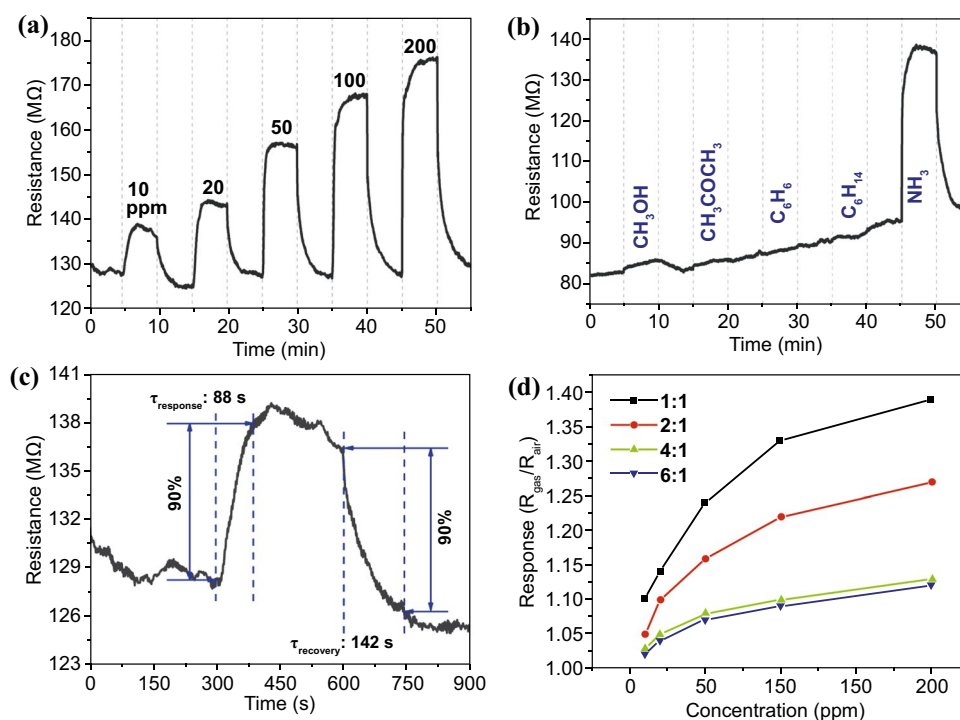 (a)
180
170
160
150
140
130
120
Resistance (MΩ)
10
ppm
20
50
100
200
0 10 20 30 40 50
Time (min)
(b)
140
130
120
110
100
90
80
Resistance (MΩ)
CH₃OH
CH₃COCH₃
C₆H₆
C₆H₁₄
NH₃
0 10 20 30 40 50
Time (min)
(c)
141
138
135
131
129
126
123
Resistance (MΩ)
τresponse: 88 s
90%
90%
τrecovery: 142 s
0 150 300 450 600 750 900
Time (s)
(d)
1.40
1.35
1.30
1.25
1.20
1.15
1.10
1.05
1.00
Response (Rgas/Rair)
1:1
2:1
4:1
6:1
0 50 150 150 200
Concentration (ppm)